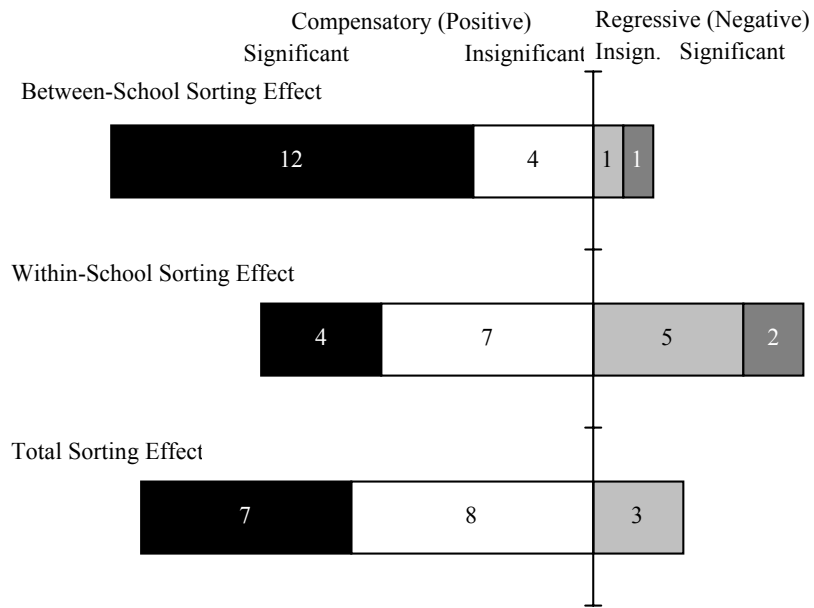 Compensatory (Positive) Regressive (Negative)
Significant Insignificant Insign. Significant
Between-School Sorting Effect
12 4 1 1
Within-School Sorting Effect
4 7 5 2
Total Sorting Effect
7 8 3